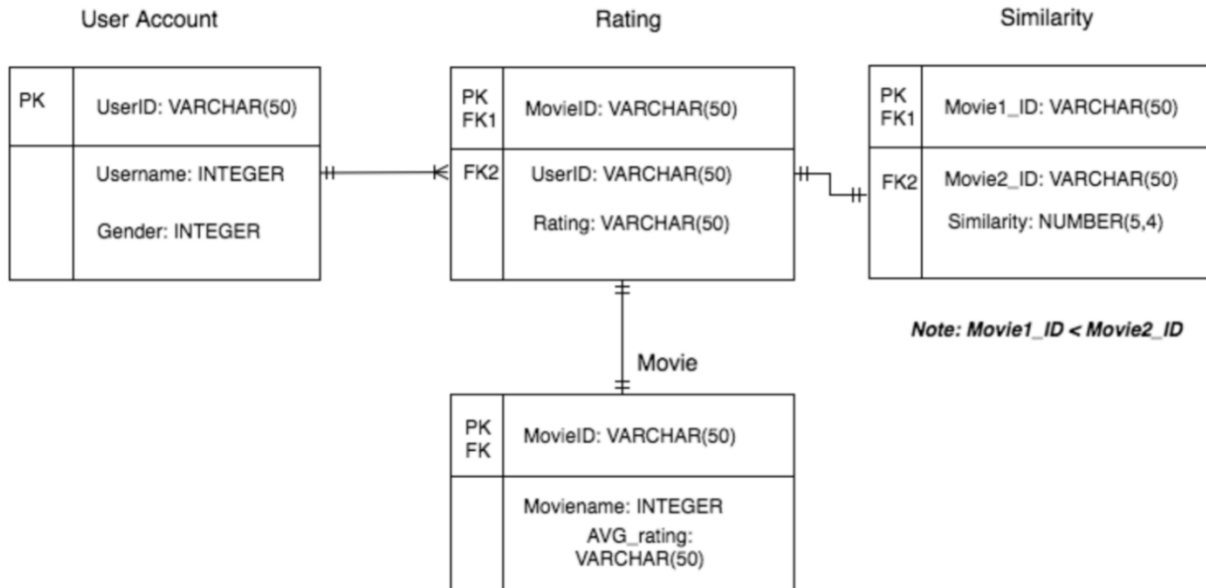 User Account
PK
UserID: VARCHAR(50)
Username: INTEGER
Gender: INTEGER
Rating
PK
FK1
MovieID: VARCHAR(50)
FK2
UserID: VARCHAR(50)
Rating: VARCHAR(50)
Similarity
PK
FK1
Movie1_ID: VARCHAR(50)
FK2
Movie2_ID: VARCHAR(50)
Similarity: NUMBER(5,4)
Note: Movie1_ID < Movie2_ID
Movie
PK
FK
MovieID: VARCHAR(50)
Moviename: INTEGER
AVG_rating:
VARCHAR(50)